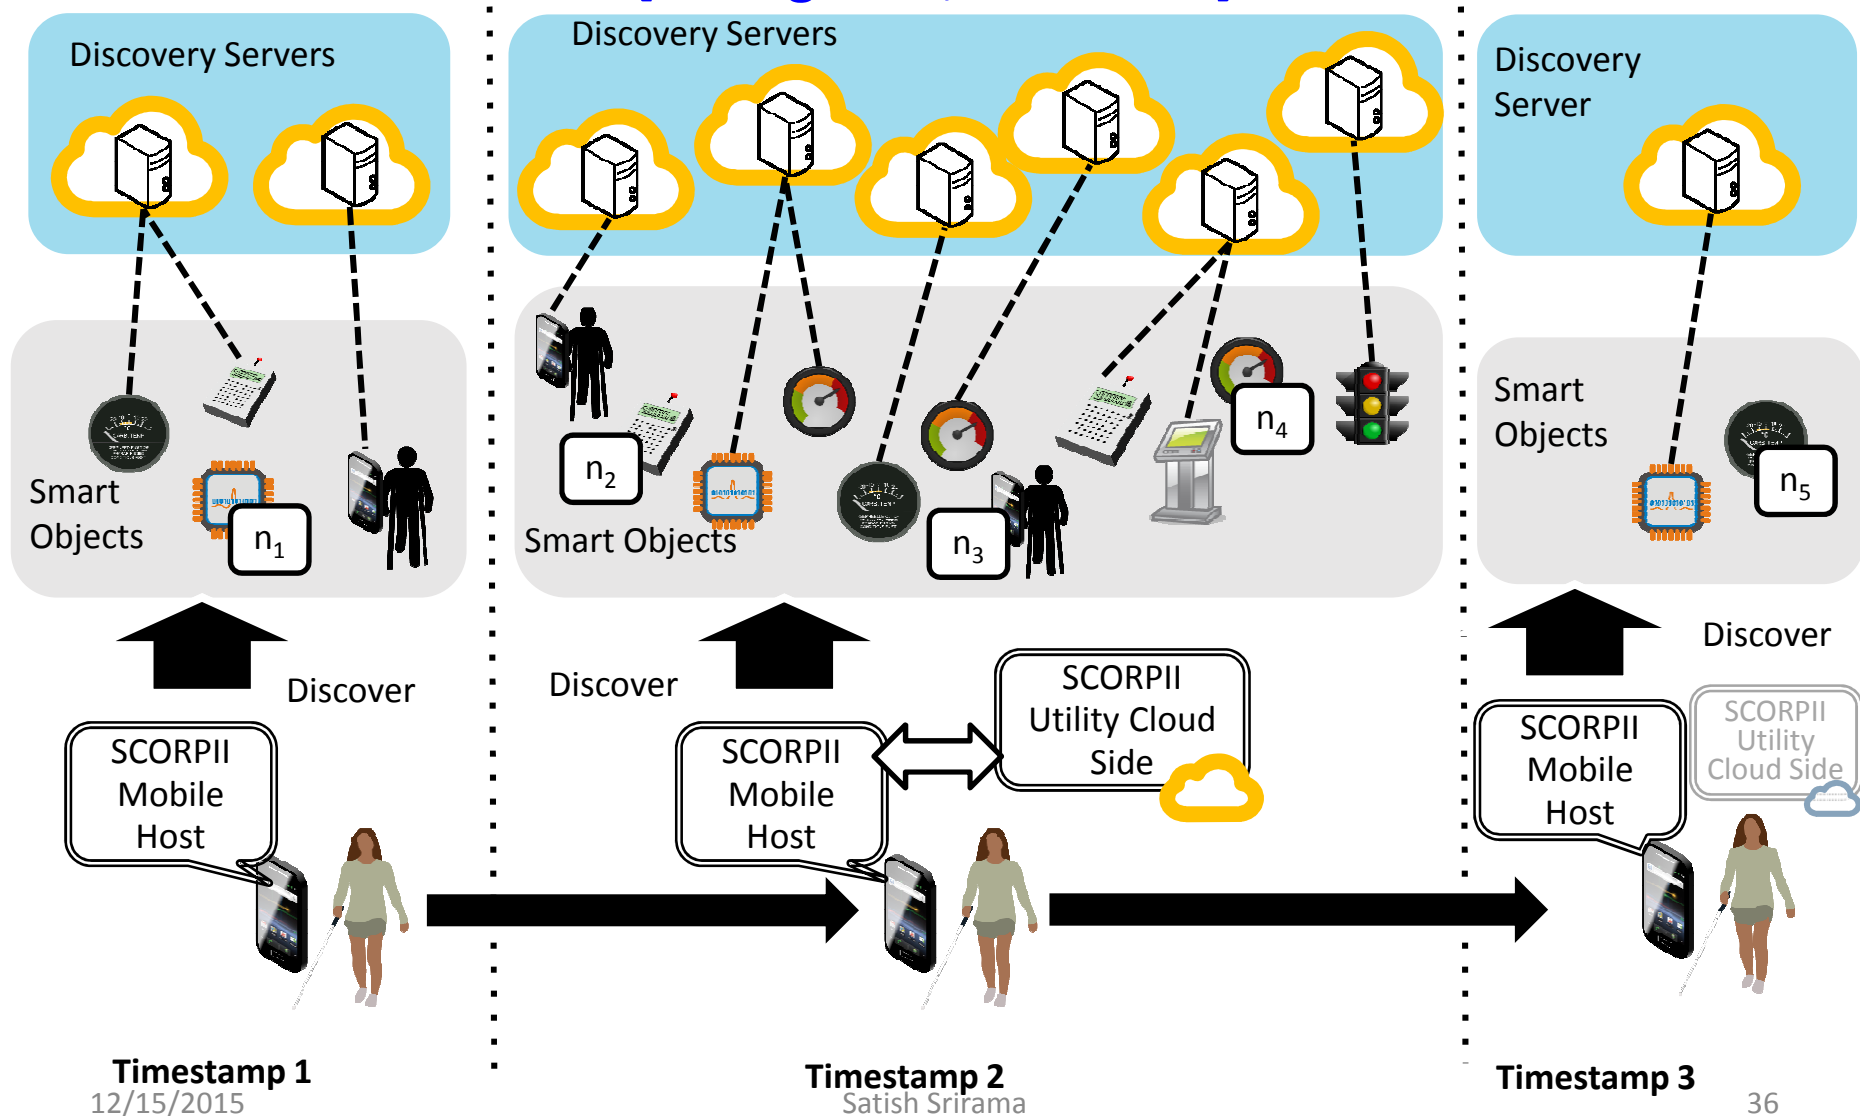 Discovery Servers
Smart
Objects
n1
Discover
SCORPII
Mobile
Host
Timestamp 1
Discovery Servers
n2
n3
n4
Smart Objects
Discover
SCORPII
Mobile
Host
SCORPII
Utility Cloud
Side
Timestamp 2
Discovery
Server
Smart
Objects
n5
Discover
SCORPII
Mobile
Host
SCORPII
Utility
Cloud Side
Timestamp 3
12/15/2015
Satish Srirama
36